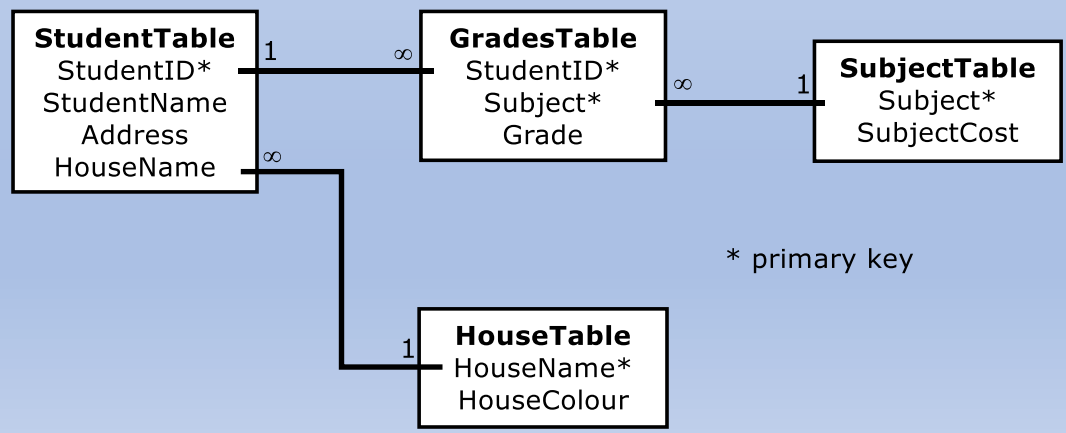 StudentTable
StudentID*
StudentName
Address
HouseName
1
∞
GradesTable
StudentID*
Subject*
Grade
∞
1
SubjectTable
Subject*
SubjectCost
∞
1
HouseTable
HouseName*
HouseColour
* primary key